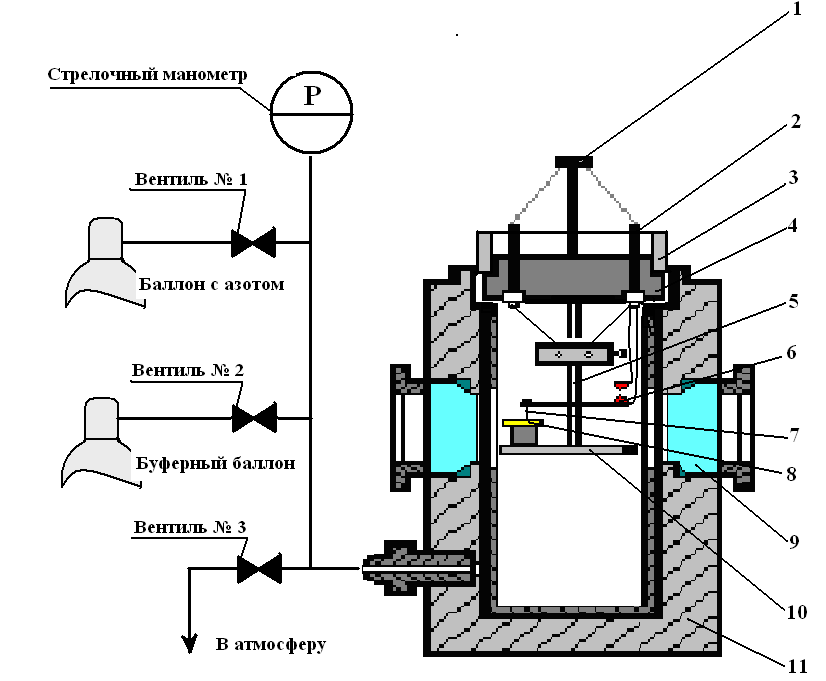 Стрелочный манометр
P
Вентиль № 1
Баллон с азотом
Вентиль № 2
Буферный баллон
Вентиль № 3
В атмосферу
1
2
3
4
5
6
7
8
9
10
11